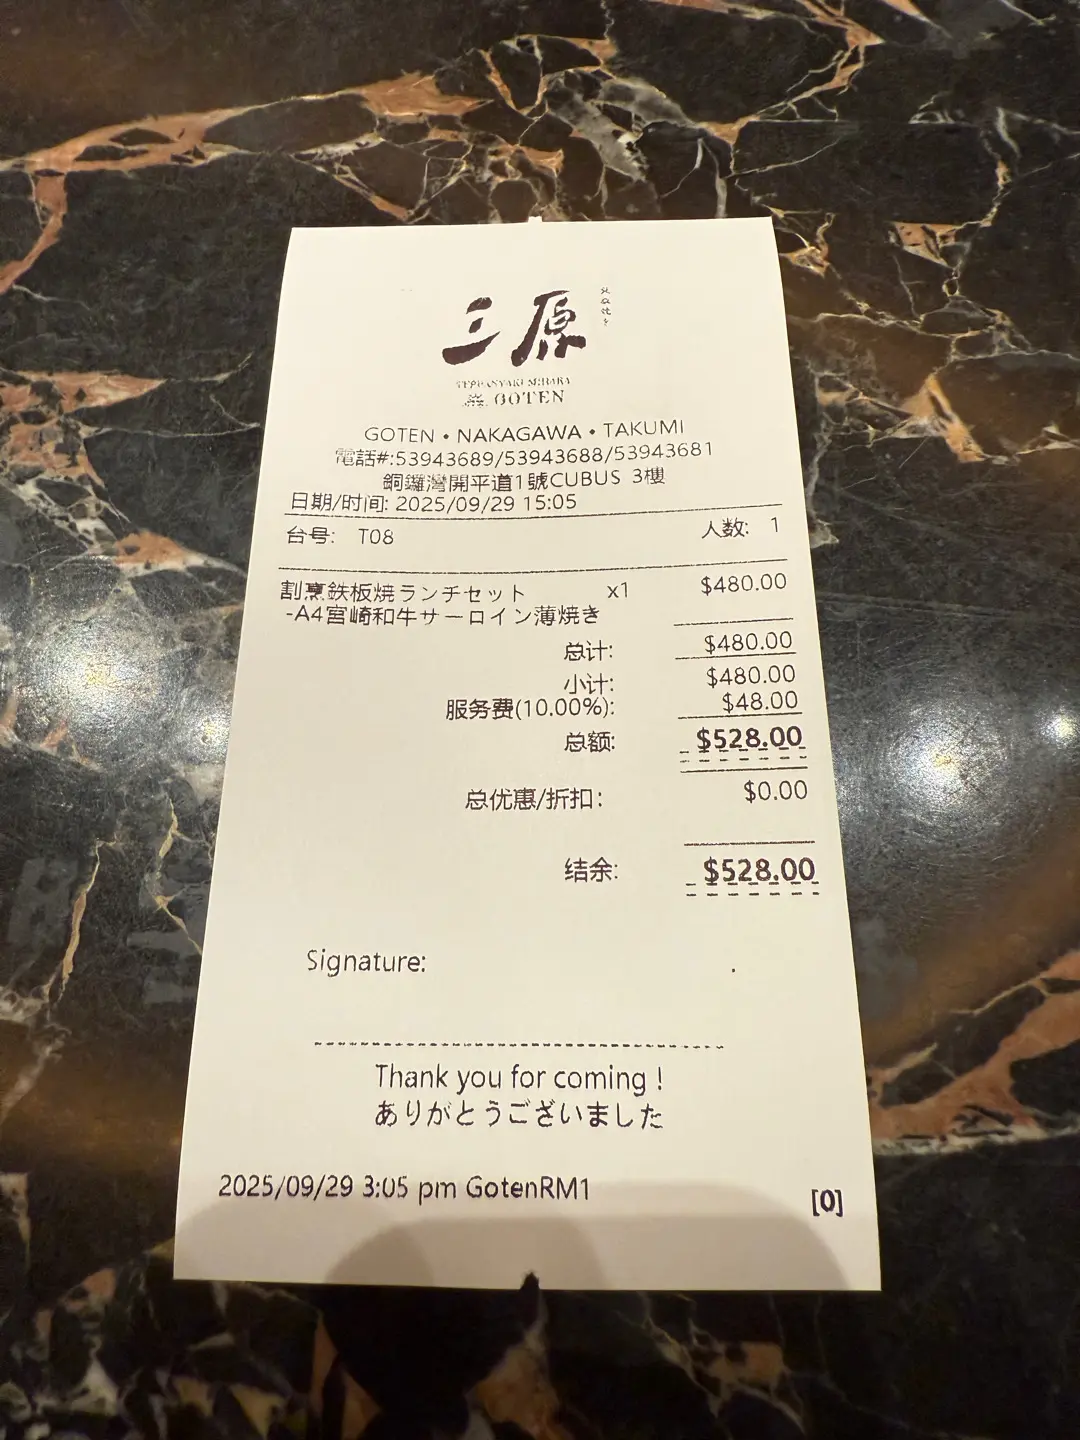 三原
TEPPANYAKI MIHARA
GOTEN
GOTEN • NAKAGAWA • TAKUMI
電話#:53943689/53943688/53943681
銅鑼灣開平道1號CUBUS 3樓
日期/时间: 2025/09/29 15:05
台号: T08 人数: 1
割烹鉄板焼ランチセット x1 $480.00
-A4宮崎和牛サーロイン薄焼き
总计: $480.00
小计: $480.00
服务费(10.00%): $48.00
总额: $528.00
总优惠/折扣: $0.00
结余: $528.00
Signature:
Thank you for coming !
ありがとうございました
2025/09/29 3:05 pm GotenRM1
[0]